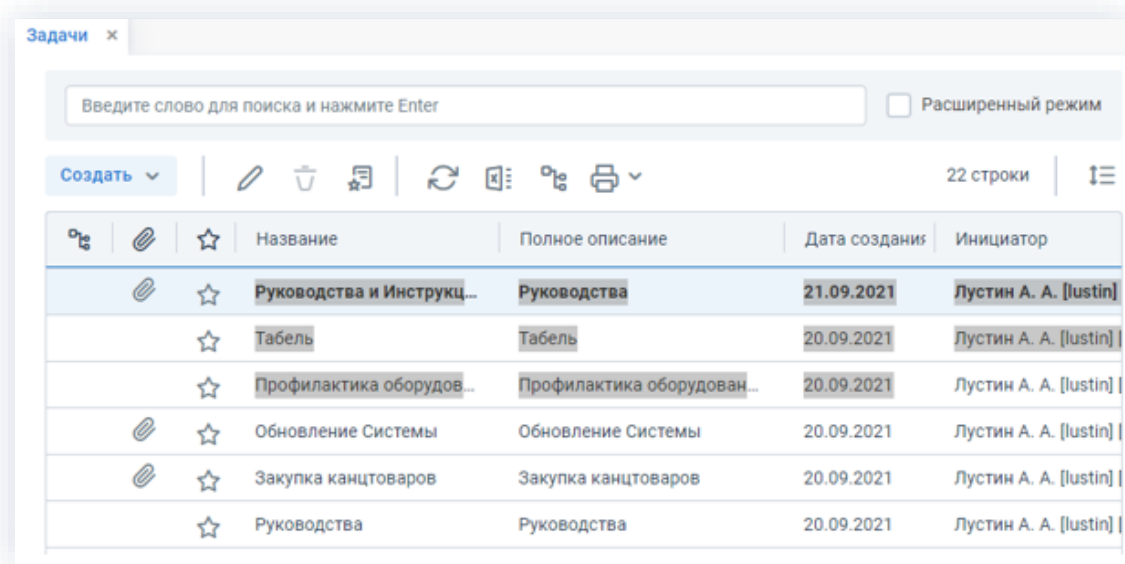 Задачи
Введите слово для поиска и нажмите Enter Расширенный режим
Создать 22 строки
Название Полное описание Дата создания Инициатор
Руководства и Инструкц... Руководства 21.09.2021 Лустин А. А. [lustin]
Табель Табель 20.09.2021 Лустин А. А. [lustin] |
Профилактика оборудов... Профилактика оборудован... 20.09.2021 Лустин А. А. [lustin] |
Обновление Системы Обновление Системы 20.09.2021 Лустин А. А. [lustin] |
Закупка канцтоваров Закупка канцтоваров 20.09.2021 Лустин А. А. [lustin] |
Руководства Руководства 20.09.2021 Лустин А. А. [lustin] |